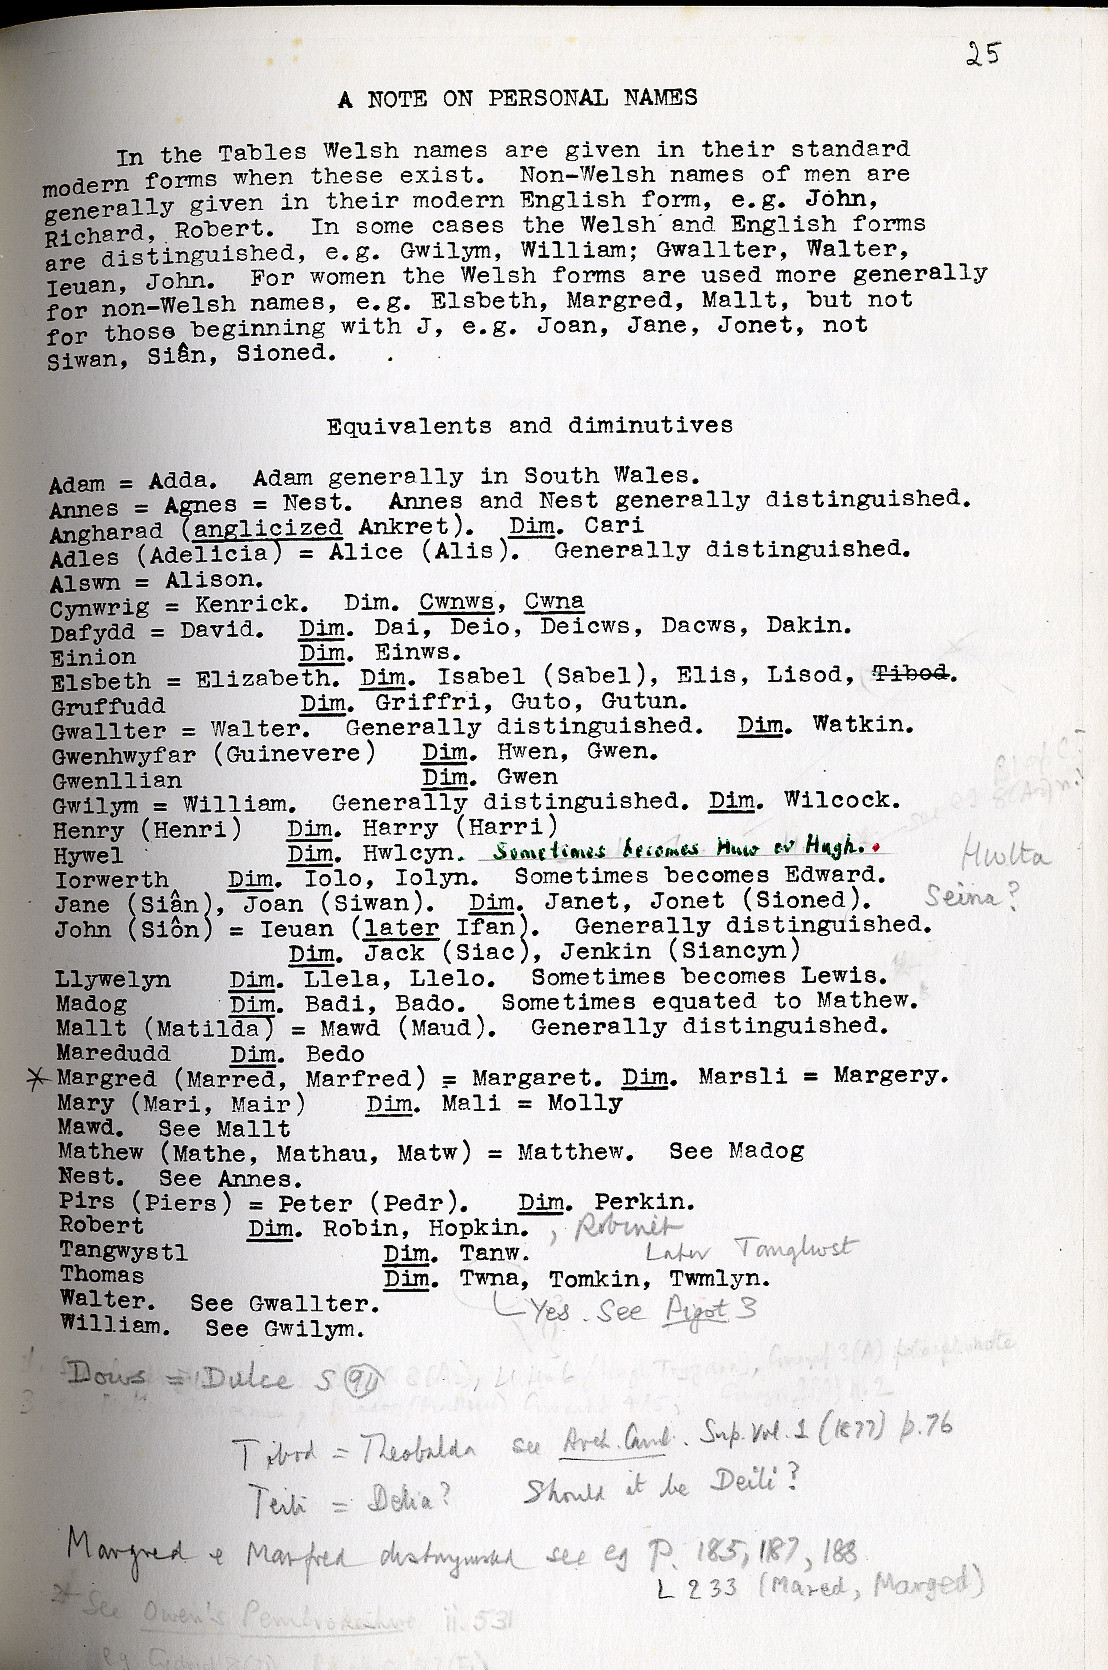 25
A NOTE ON PERSONAL NAMES
In the Tables Welsh names are given in their standard
modern forms when these exist. Non-Welsh names of men are
generally given in their modern English form, e.g. John,
Richard, Robert. In some cases the Welsh and English forms
are distinguished, e.g. Gwilym, William; Gwallter, Walter,
Ieuan, John. For women the Welsh forms are used more generally
for non-Welsh names, e.g. Elsbeth, Margred, Mallt, but not
for those beginning with J, e.g. Joan, Jane, Jonet, not
Siwan, Siân, Sioned.
Equivalents and diminutives
Adam = Adda. Adam generally in South Wales.
Annes = Agnes = Nest. Annes and Nest generally distinguished.
Angharad (anglicized Ankret). Dim. Cari
Adles (Adelicia) = Alice (Alis). Generally distinguished.
Alswn = Alison.
Cynwrig = Kenrick. Dim. Cwnws, Cwna
Dafydd = David. Dim. Dai, Deio, Deicws, Dacws, Dakin.
Einion Dim. Einws.
Elsbeth = Elizabeth. Dim. Isabel (Sabel), Elis, Lisod, Tibod.
Gruffudd Dim. Griffri, Guto, Gutun.
Gwallter = Walter. Generally distinguished. Dim. Watkin.
Gwenhwyfar (Guinevere) Dim. Hwen, Gwen.
Gwenllian Dim. Gwen
Gwilym = William. Generally distinguished. Dim. Wilcock.
Henry (Henri) Dim. Harry (Harri)
Hywel Dim. Hwlcyn. Sometimes becomes Huw or Hugh. Hwlta
Iorwerth Dim. Iolo, Iolyn. Sometimes becomes Edward.
Jane (Siân), Joan (Siwan). Dim. Janet, Jonet (Sioned). Seina?
John (Siôn) = Ieuan (later Ifan). Generally distinguished.
Dim. Jack (Siac), Jenkin (Siancyn)
Llywelyn Dim. Llela, Llelo. Sometimes becomes Lewis.
Madog Dim. Badi, Bado. Sometimes equated to Mathew.
Mallt (Matilda) = Mawd (Maud). Generally distinguished.
Maredudd Dim. Bedo
* Margred (Marred, Marfred) = Margaret. Dim. Marsli = Margery.
Mary (Mari, Mair) Dim. Mali = Molly
Mawd. See Mallt
Mathew (Mathe, Mathau, Matw) = Matthew. See Madog
Nest. See Annes.
Pirs (Piers) = Peter (Pedr). Dim. Perkin.
Robert Dim. Robin, Hopkin. , Robinet
Tangwystl Dim. Tanw. Later Tanglwst
Thomas Dim. Twna, Tomkin, Twmlyn.
Walter. See Gwallter. Yes. See Pigot 3
William. See Gwilym.
Dows = Dulce S 94
Tibod = Theobalda see Arch. Camb. Sup. Vol. 1 (1877) p. 76
Teili = Delia? Should it be Deili?
Margred & Marfred distinguished see eg P. 185, 187, 188
L 233 (Mared, Marged)
* See Owen's Pembrokeshire ii. 531